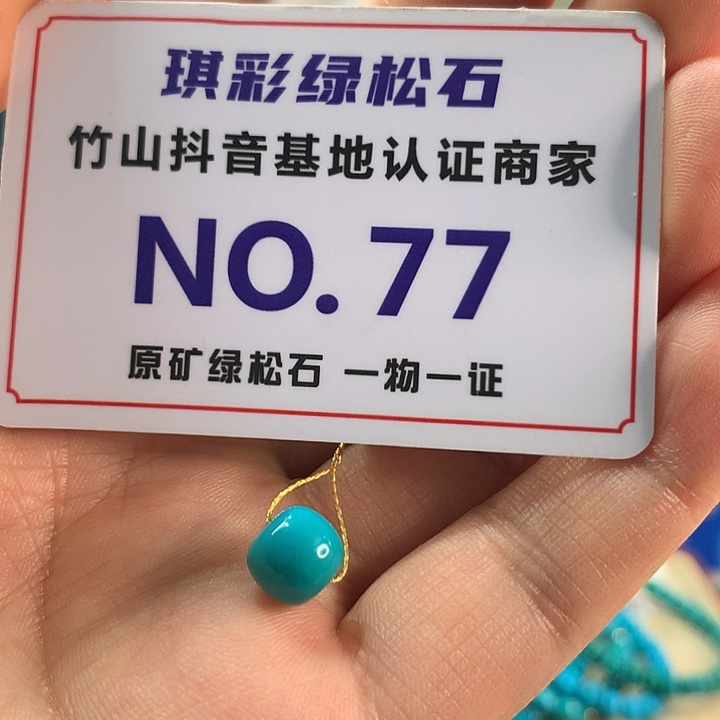 琪彩绿松石
竹山抖音基地认证商家
NO.77
原矿绿松石 一物一证